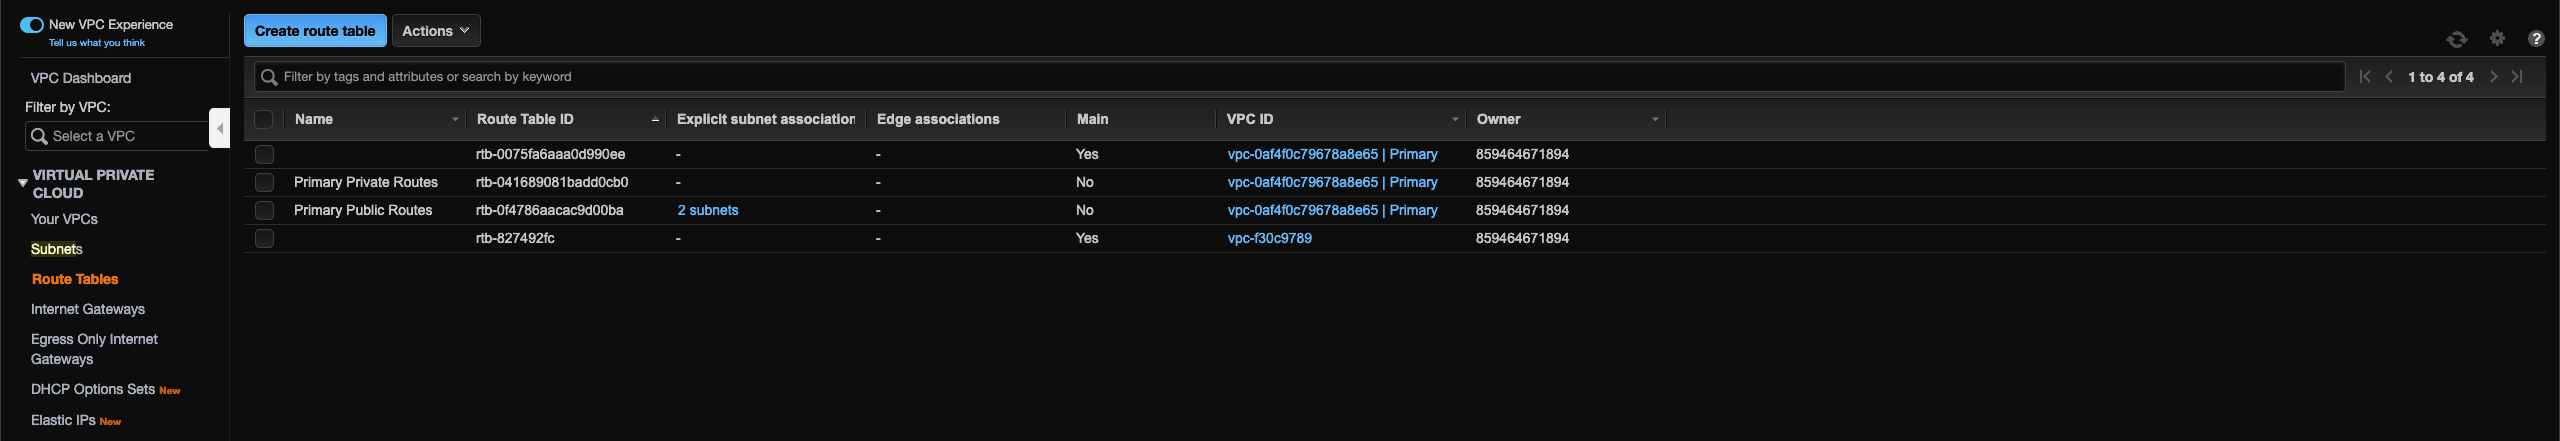 New VPC Experience
Tell us what you think
VPC Dashboard
Filter by VPC:
Select a VPC
VIRTUAL PRIVATE
CLOUD
Your VPCs
Subnets
Route Tables
Internet Gateways
Egress Only Internet
Gateways
DHCP Options Sets New
Elastic IPs New
Create route table Actions
Filter by tags and attributes or search by keyword
1 to 4 of 4
Name Route Table ID Explicit subnet association Edge associations Main VPC ID Owner
rtb-0075fa6aaa0d990ee - - Yes vpc-0af4f0c79678a8e65 | Primary 859464671894
Primary Private Routes rtb-041689081badd0cb0 - - No vpc-0af4f0c79678a8e65 | Primary 859464671894
Primary Public Routes rtb-0f4786aacac9d00ba 2 subnets - No vpc-0af4f0c79678a8e65 | Primary 859464671894
rtb-827492fc - - Yes vpc-f30c9789 859464671894